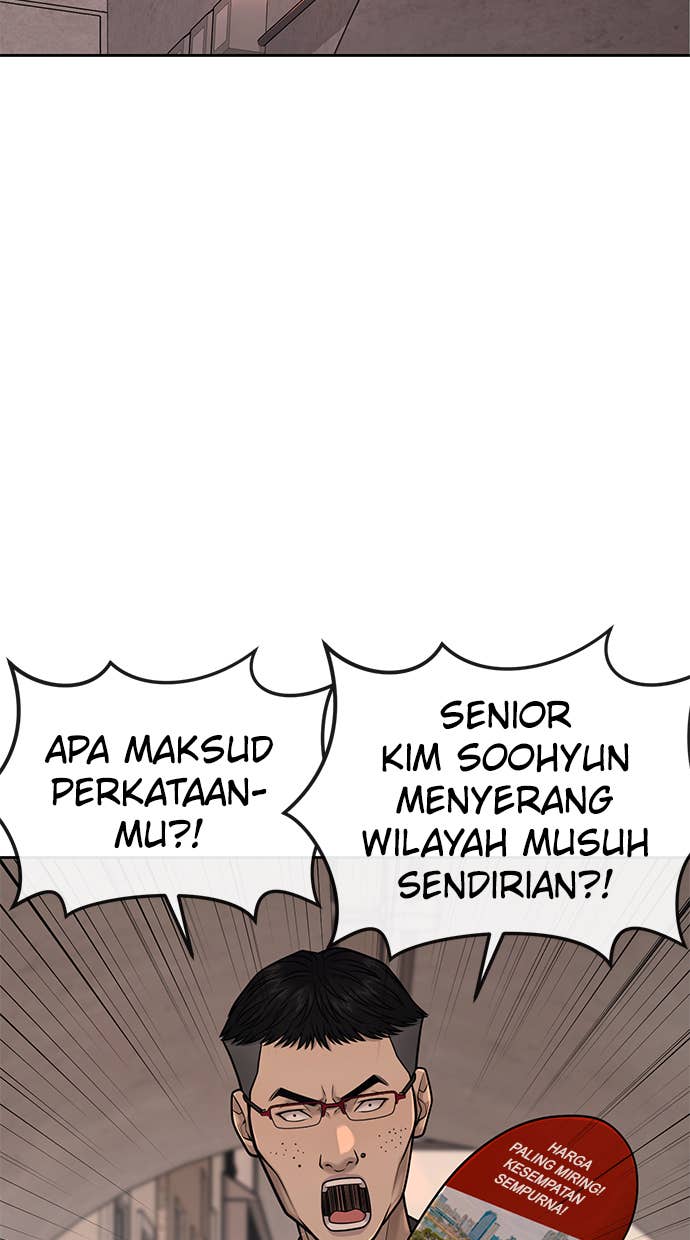 APA MAKSUD
PERKATAAN-
MU?!
SENIOR
KIM SOOHYUN
MENYERANG
WILAYAH MUSUH
SENDIRIAN?!
HARGA
PALING MIRING!
KESEMPATAN
SEMPURNA!